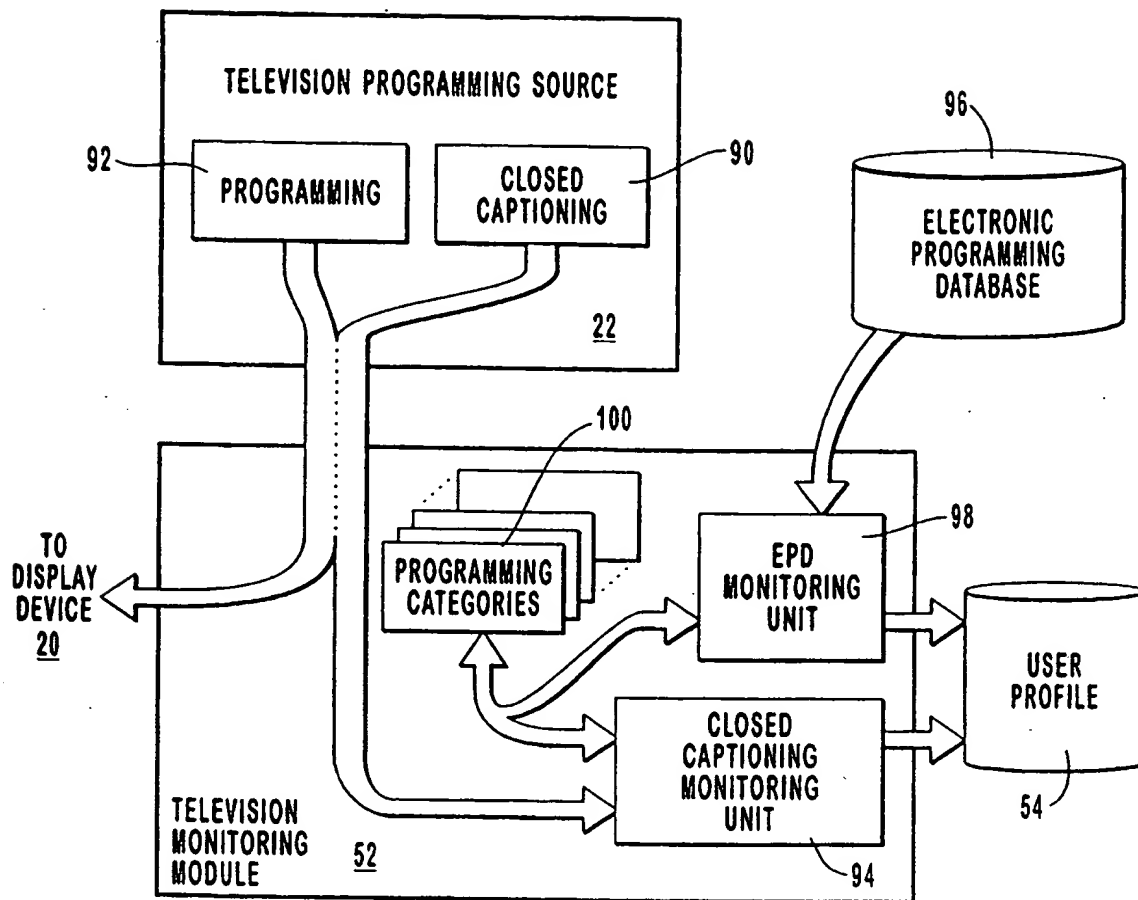 TELEVISION PROGRAMMING SOURCE
92
PROGRAMMING
CLOSED
CAPTIONING
90
22
96
ELECTRONIC
PROGRAMMING
DATABASE
100
PROGRAMMING
CATEGORIES
98
EPD
MONITORING
UNIT
TO
DISPLAY
DEVICE
20
USER
PROFILE
54
CLOSED
CAPTIONING
MONITORING
UNIT
94
TELEVISION
MONITORING
MODULE
52